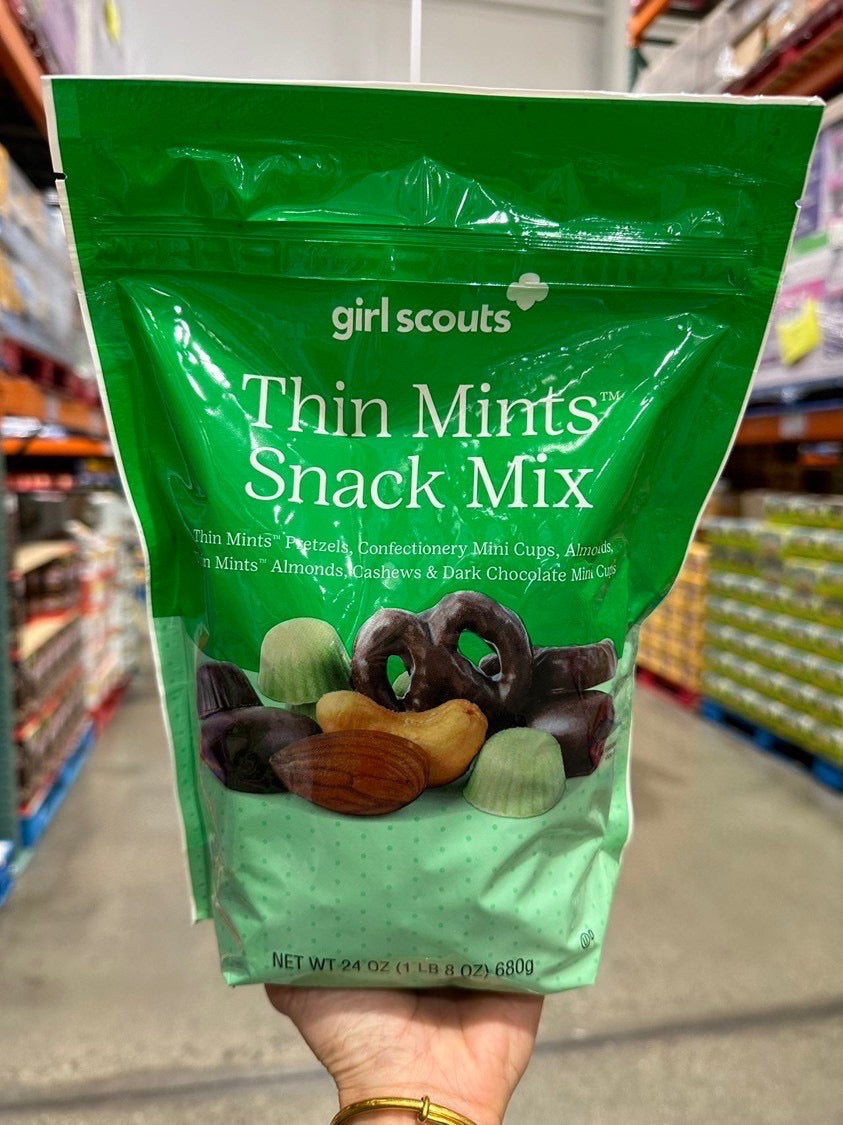 girl scouts
Thin Mints™
Snack Mix
Thin Mints™ Pretzels, Confectionery Mini Cups, Almonds,
Mints™ Almonds, Cashews & Dark Chocolate Mini Cups
NET WT 24 OZ (1 LB 8 OZ) 680g